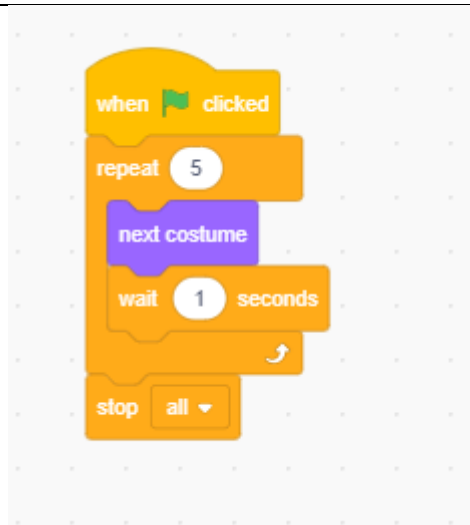 when clicked
repeat 5
next costume
wait 1 seconds
stop all